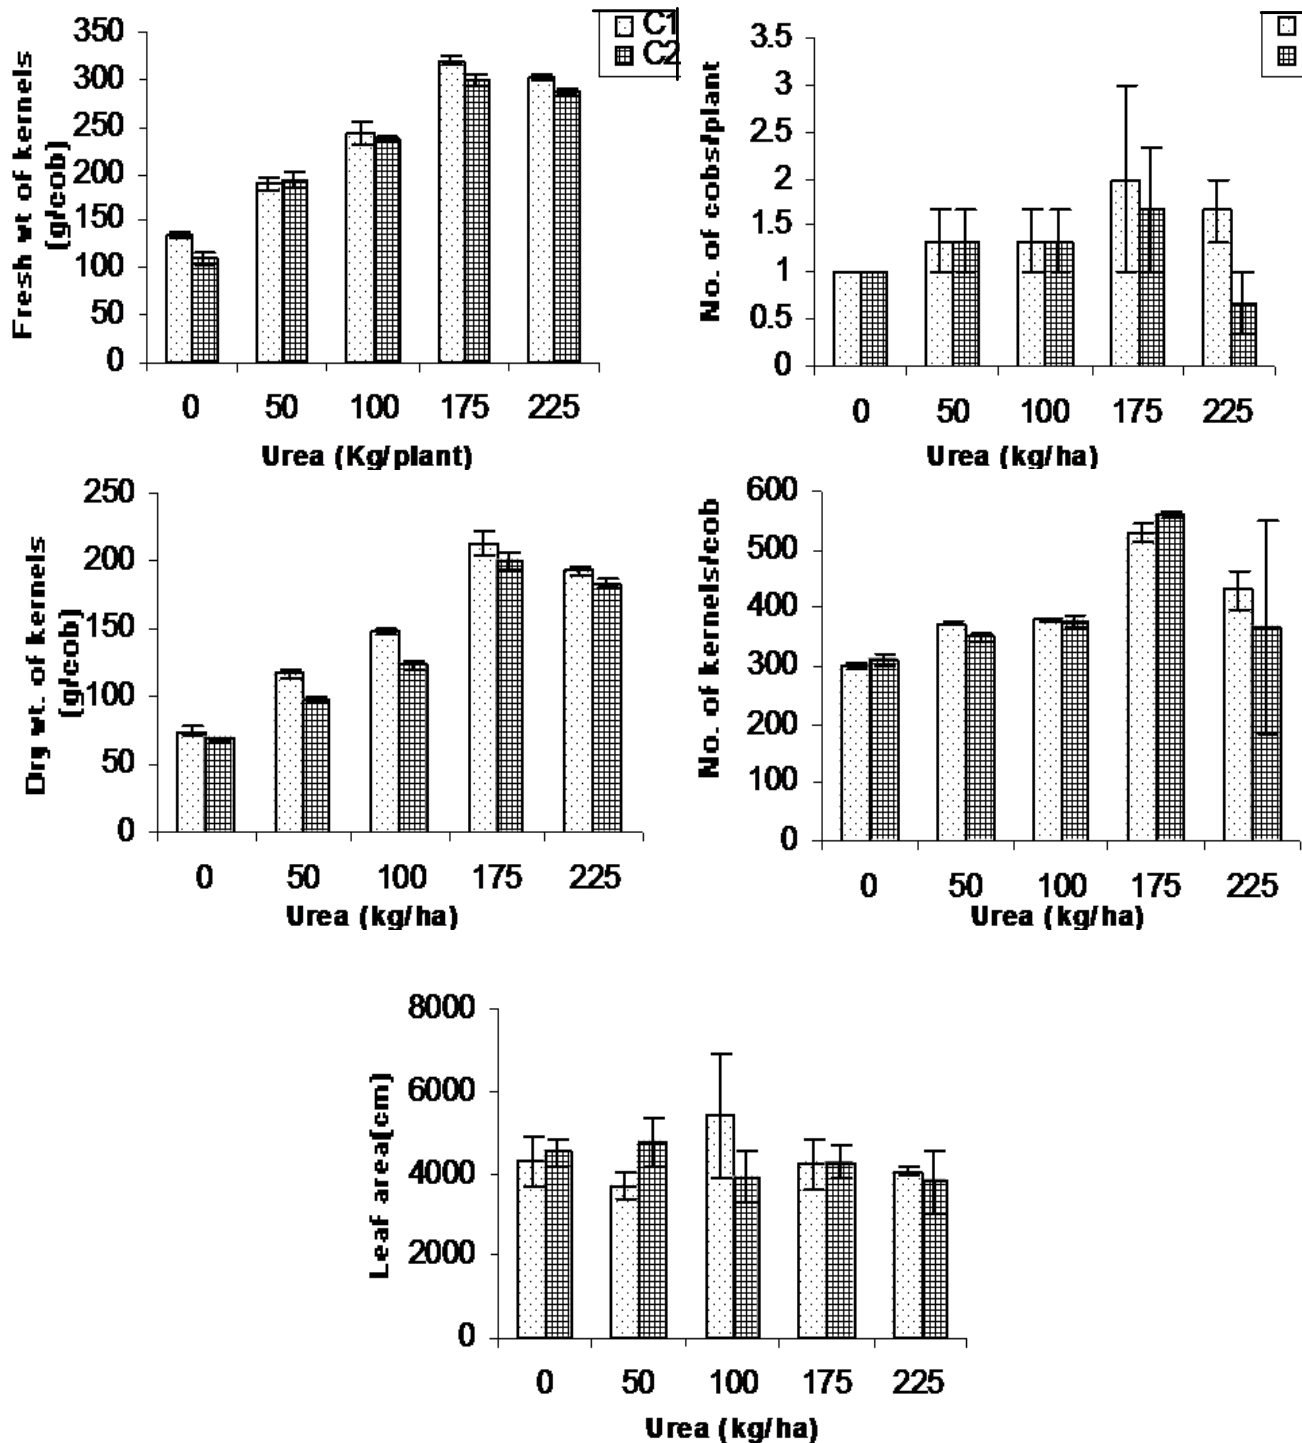 Fresh wt of kernels
(g/cob)
350
300
250
200
150
100
50
0
0 50 100 175 225
Urea (Kg/plant)
C1
C2
No. of cobs/plant
3.5
3
2.5
2
1.5
1
0.5
0
0 50 100 175 225
Urea (kg/ha)
Dry wt. of kernels
(g/cob)
250
200
150
100
50
0
0 50 100 175 225
Urea (kg/ha)
No. of kernels/cob
600
500
400
300
200
100
0
0 50 100 175 225
Urea (kg/ha)
Leaf area(cm)
8000
6000
4000
2000
0
0 50 100 175 225
Urea (kg/ha)